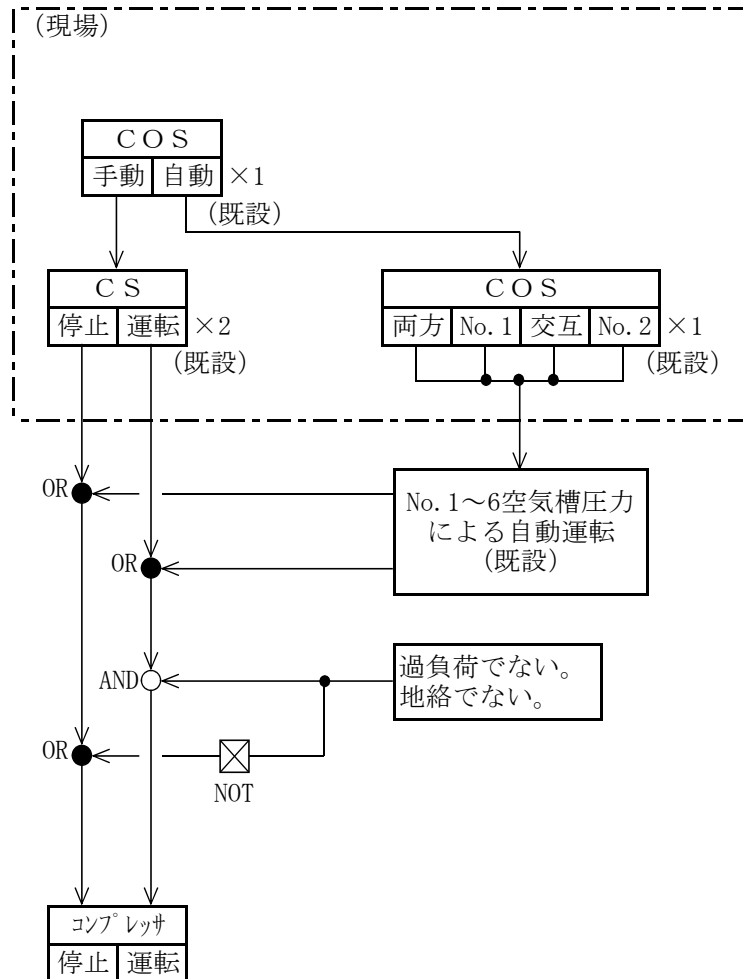 (現場)
ＣＯＳ
手動 自動 ×1
(既設)
ＣＳ
停止 運転 ×2
(既設)
ＣＯＳ
両方 No.1 交互 No.2 ×1
(既設)
OR
No.1～6空気槽圧力
による自動運転
(既設)
OR
過負荷でない。
地絡でない。
AND
OR
NOT
ｺﾝﾌﾟﾚｯｻ
停止 運転